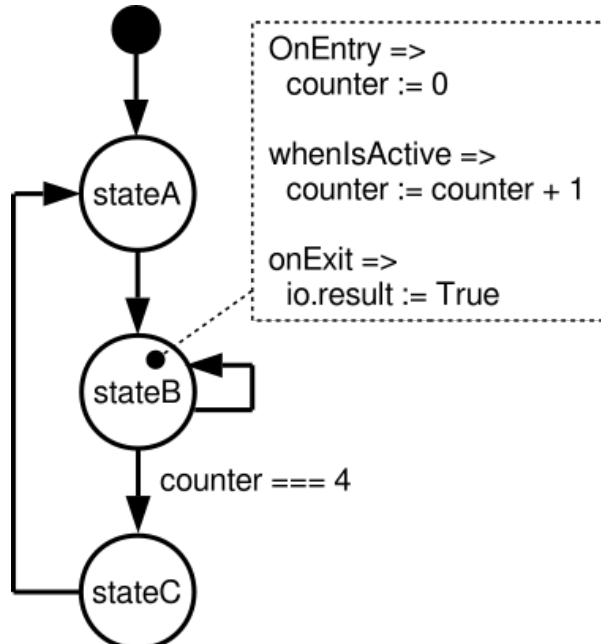 OnEntry =>
counter := 0
whenIsActive =>
counter := counter + 1
onExit =>
io.result := True
stateA
stateB
counter === 4
stateC